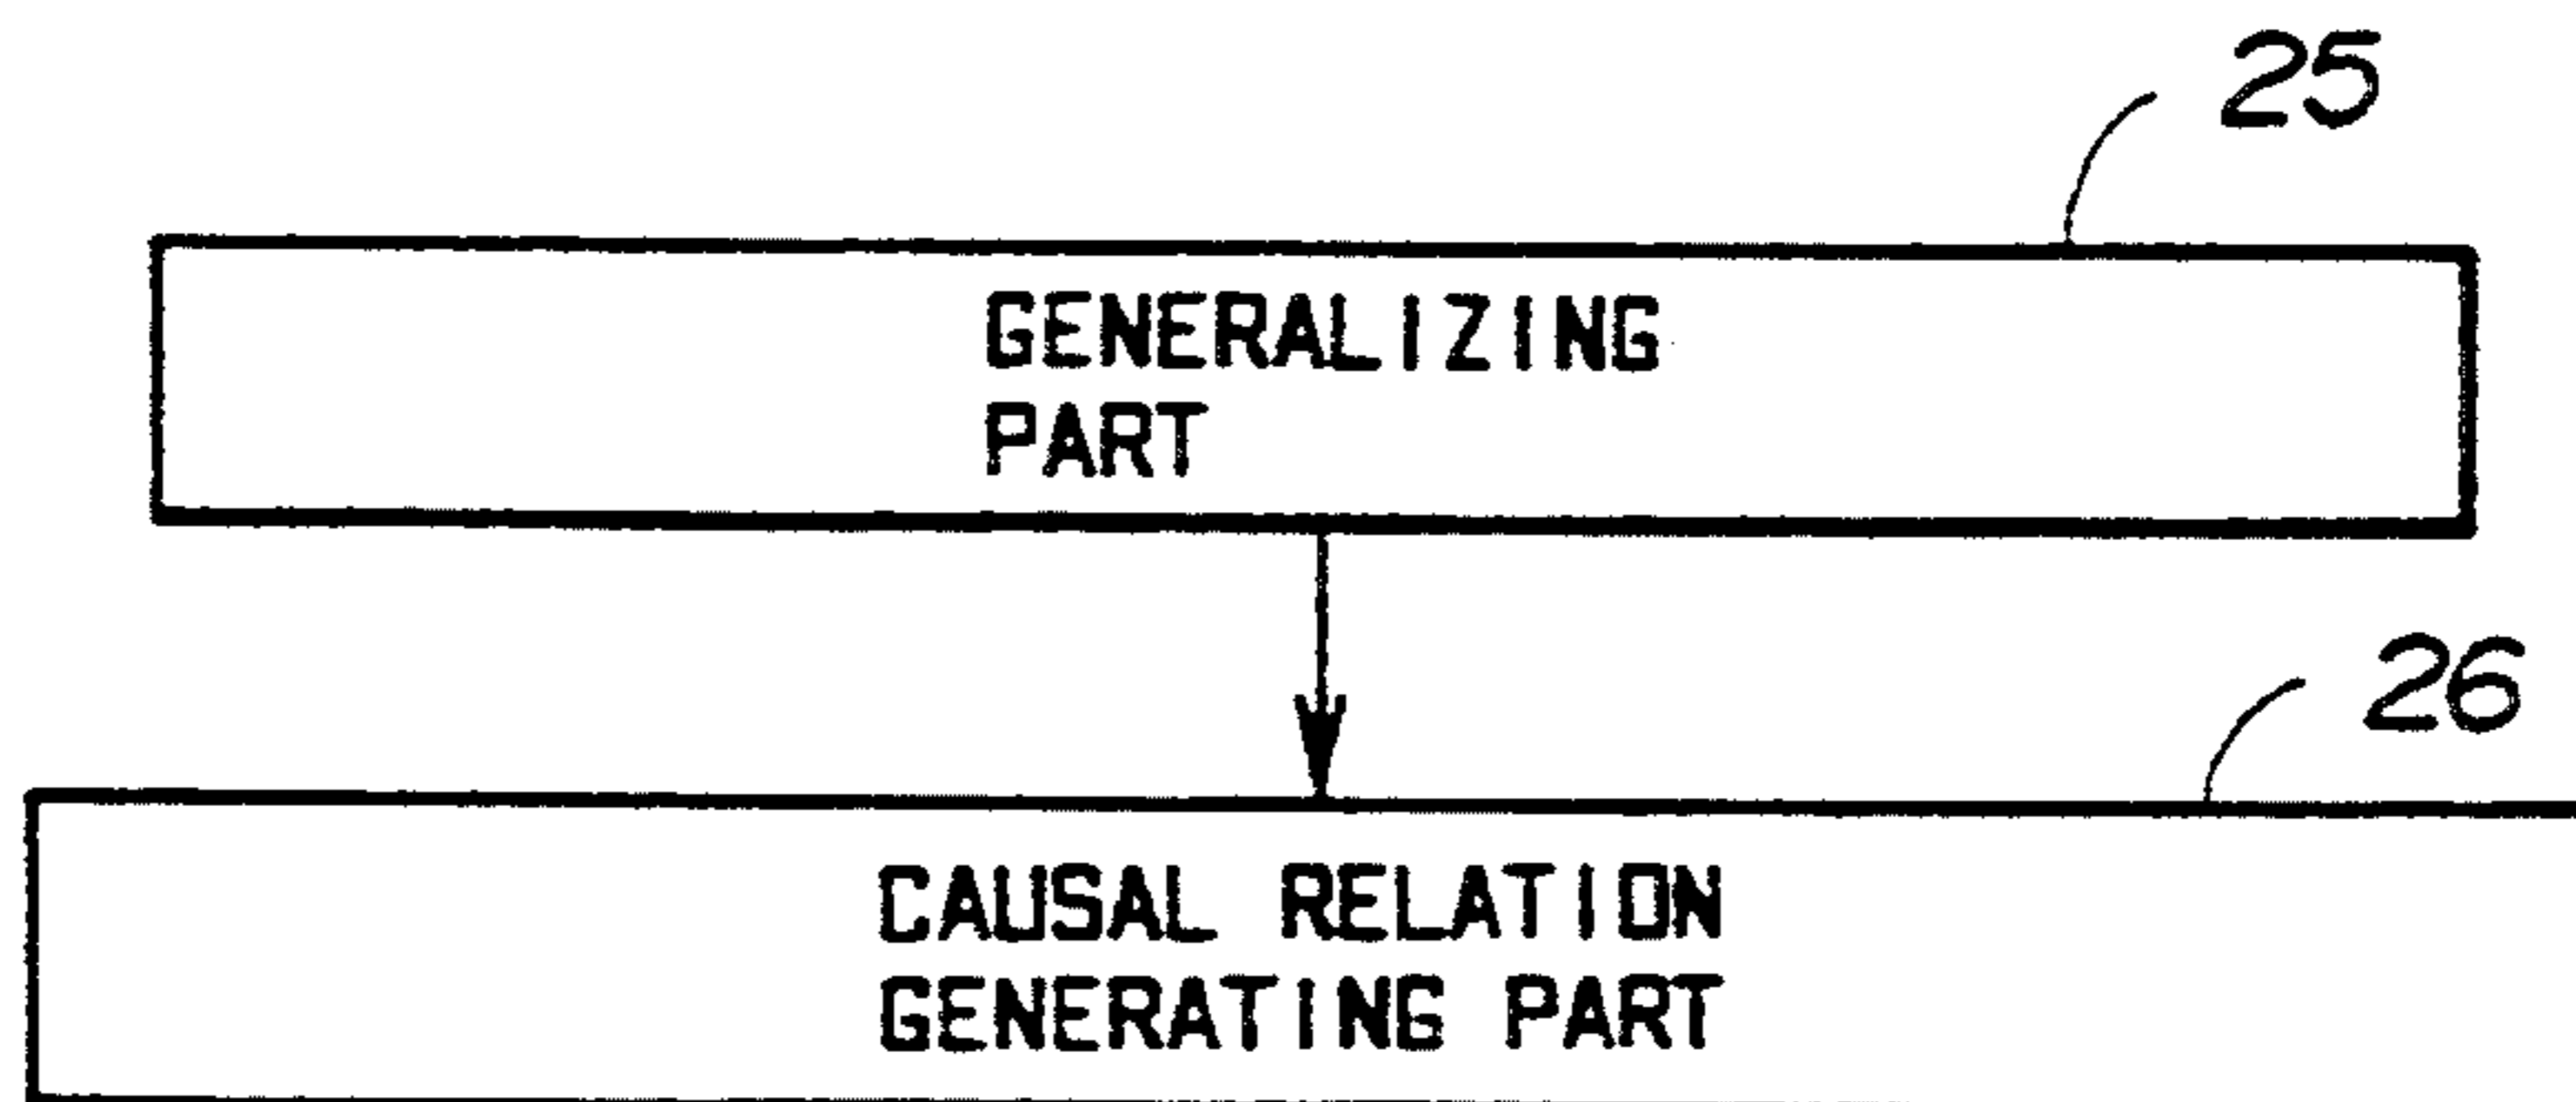 25
GENERALIZING
PART
26
CAUSAL RELATION
GENERATING PART